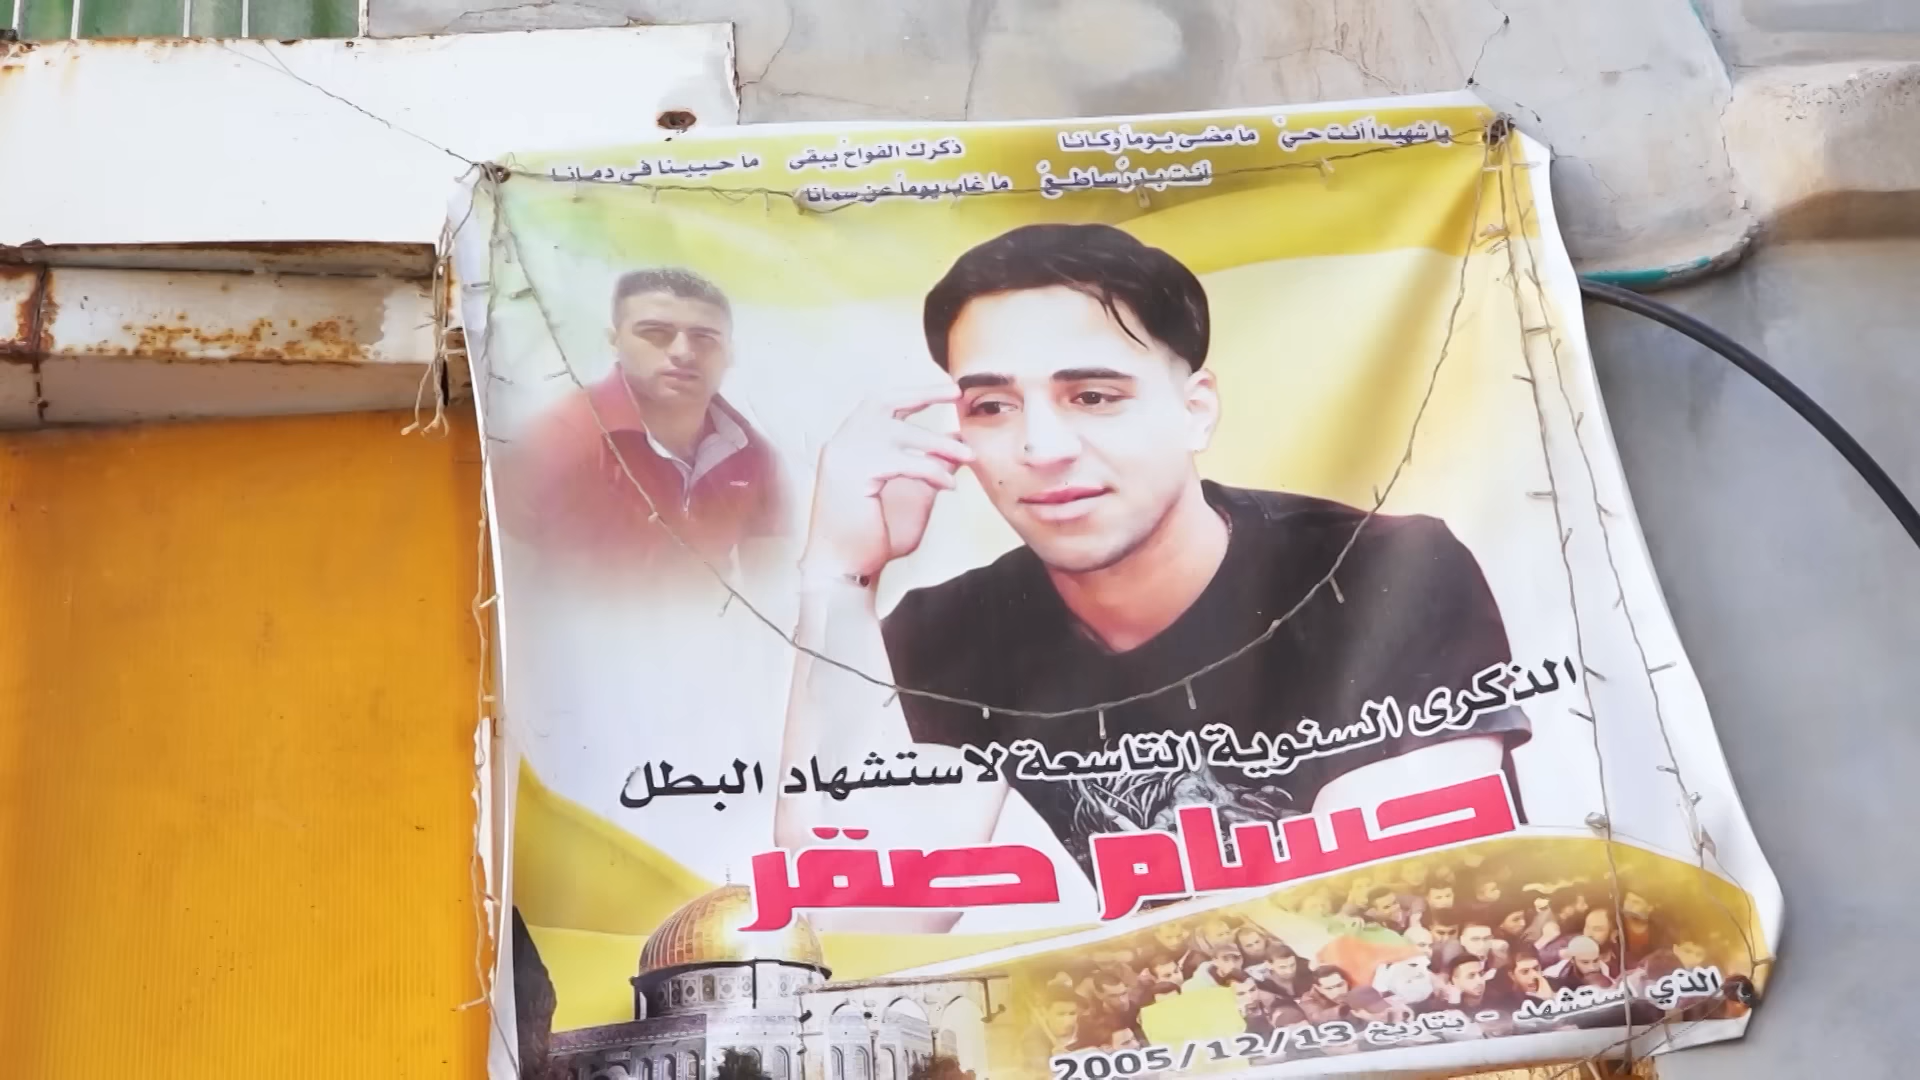 يا شهيداً أنت حيٌ ما مضى يوماً وكانا ذكرك الفواح يبقى ما حيينا في دمانا
أنت بدرٌ ساطعٌ ما غاب يوماً عن سمانا
الذكرى السنوية التاسعة لاستشهاد البطل
حسام صقر
الذي استشهد - بتاريخ 2005/12/13